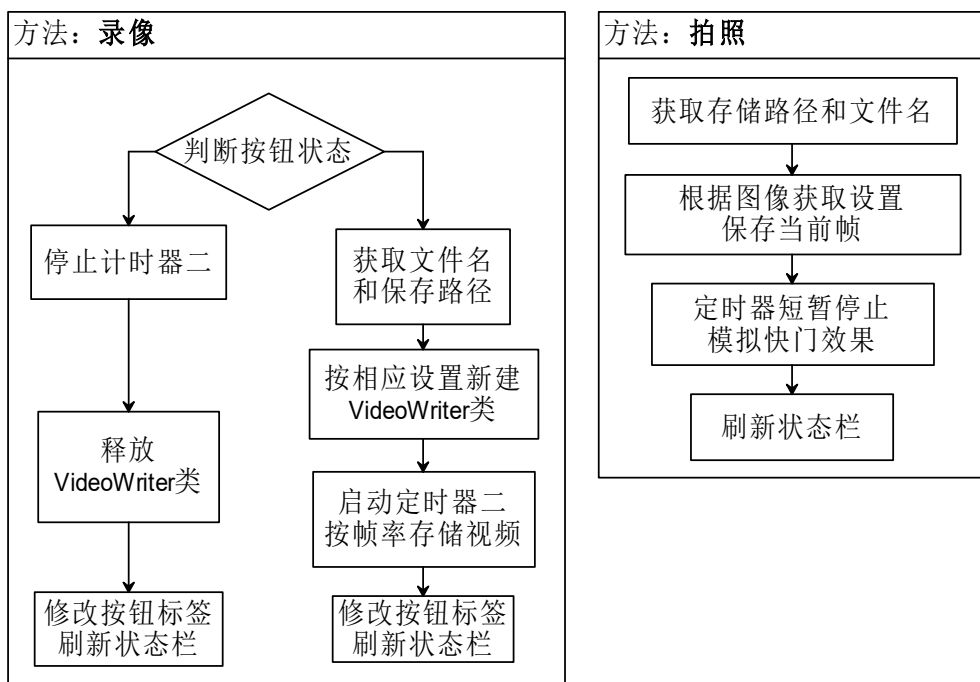 方法：录像
判断按钮状态
停止计时器二
释放
VideoWriter类
修改按钮标签
刷新状态栏
获取文件名
和保存路径
按相应设置新建
VideoWriter类
启动定时器二
按帧率存储视频
修改按钮标签
刷新状态栏
方法：拍照
获取存储路径和文件名
根据图像获取设置
保存当前帧
定时器短暂停止
模拟快门效果
刷新状态栏